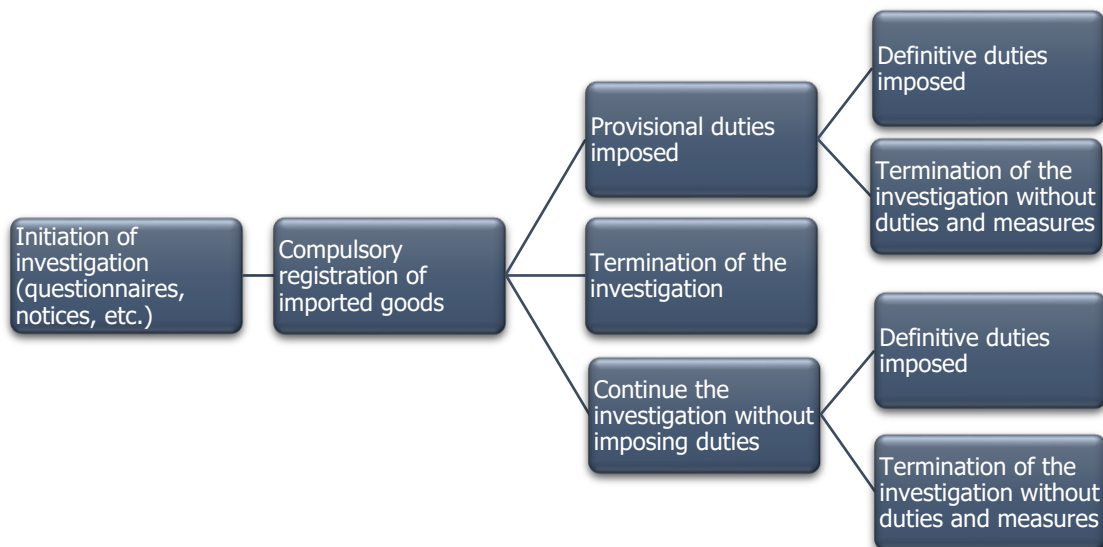 Initiation of
investigation
(questionnaires,
notices, etc.)
Compulsory
registration of
imported goods
Provisional duties
imposed
Definitive duties
imposed
Termination of the
investigation without
duties and measures
Termination of the
investigation
Continue the
investigation without
imposing duties
Definitive duties
imposed
Termination of the
investigation without
duties and measures